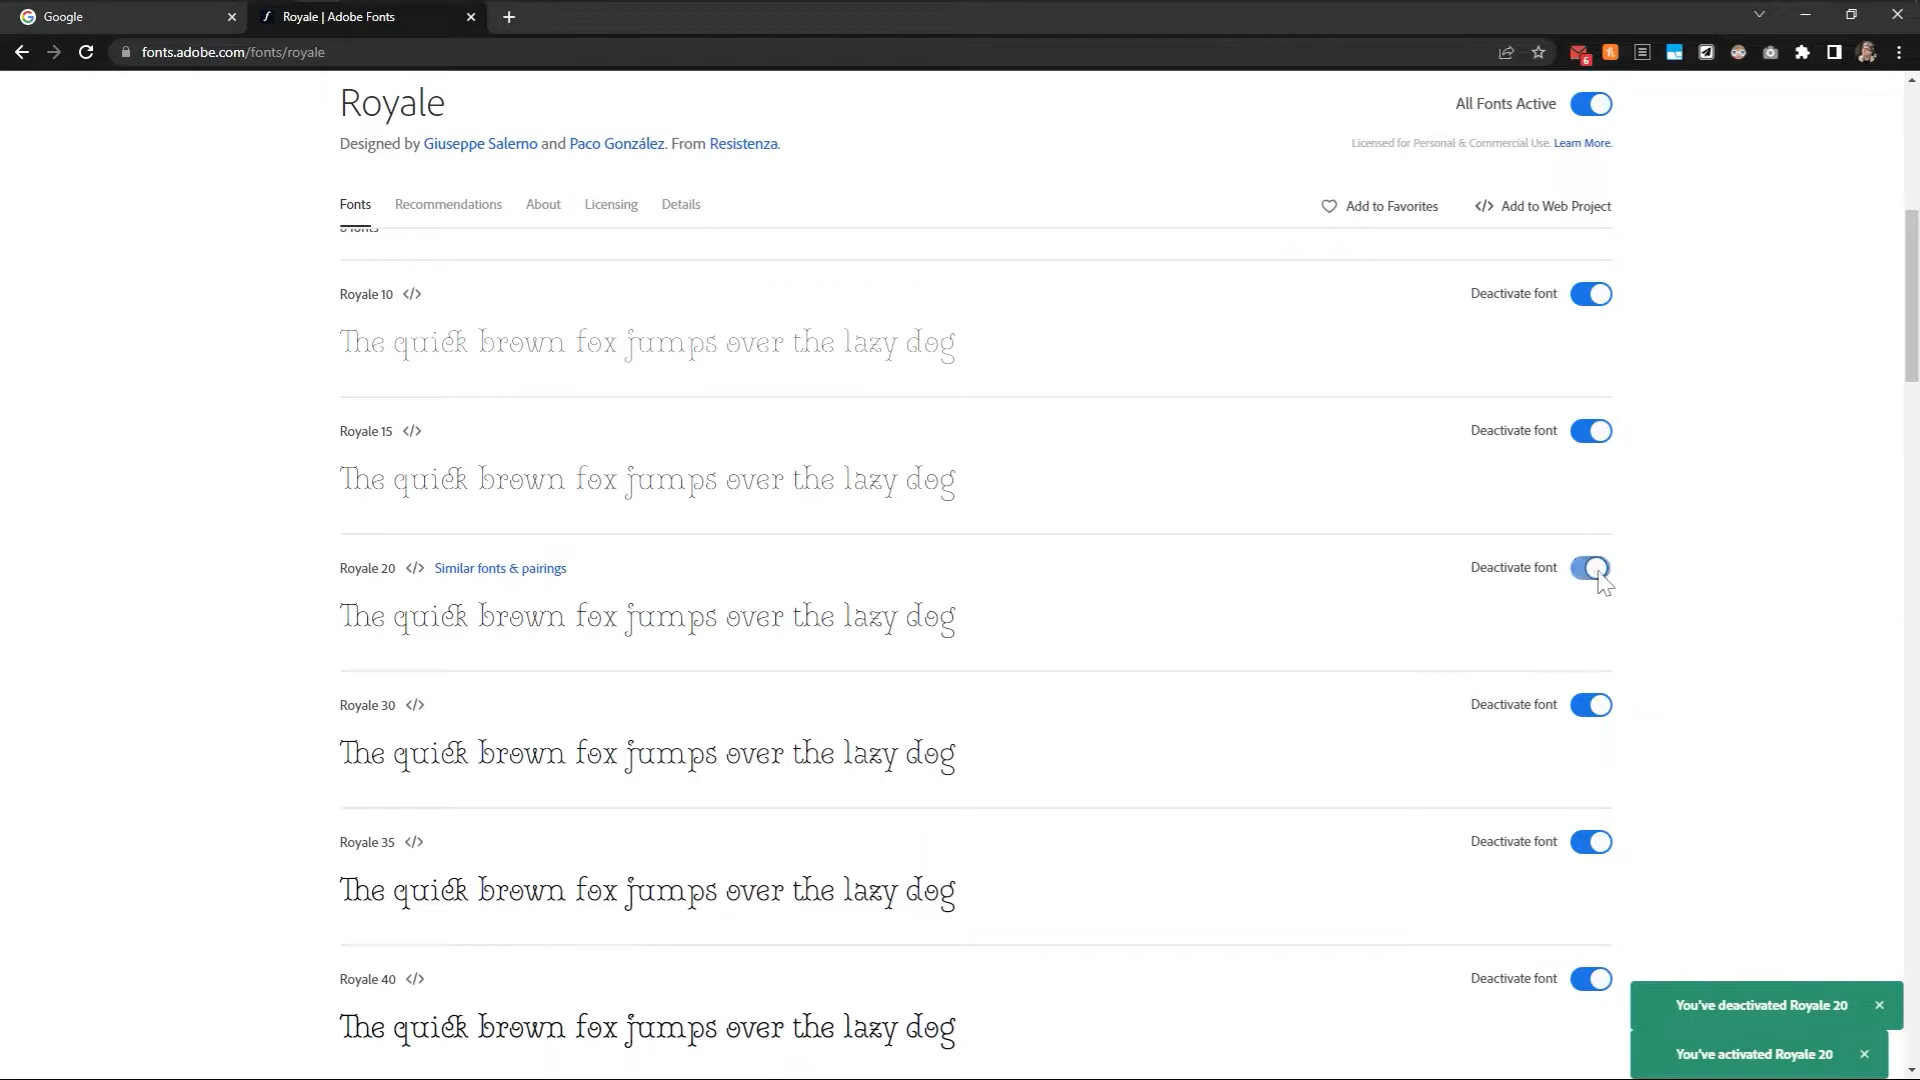 Google
Royale | Adobe Fonts
fonts.adobe.com/fonts/royale
6
Royale
All Fonts Active
Designed by Giuseppe Salerno and Paco González. From Resistenza.
Licensed for Personal & Commercial Use. Learn More.
Fonts Recommendations About Licensing Details
Add to Favorites </> Add to Web Project
Royale 10 </>
Deactivate font
The quick brown fox jumps over the lazy dog
Royale 15 </>
Deactivate font
The quick brown fox jumps over the lazy dog
Royale 20 </> Similar fonts & pairings
Deactivate font
The quick brown fox jumps over the lazy dog
Royale 30 </>
Deactivate font
The quick brown fox jumps over the lazy dog
Royale 35 </>
Deactivate font
The quick brown fox jumps over the lazy dog
Royale 40 </>
Deactivate font
The quick brown fox jumps over the lazy dog
You've deactivated Royale 20
You've activated Royale 20